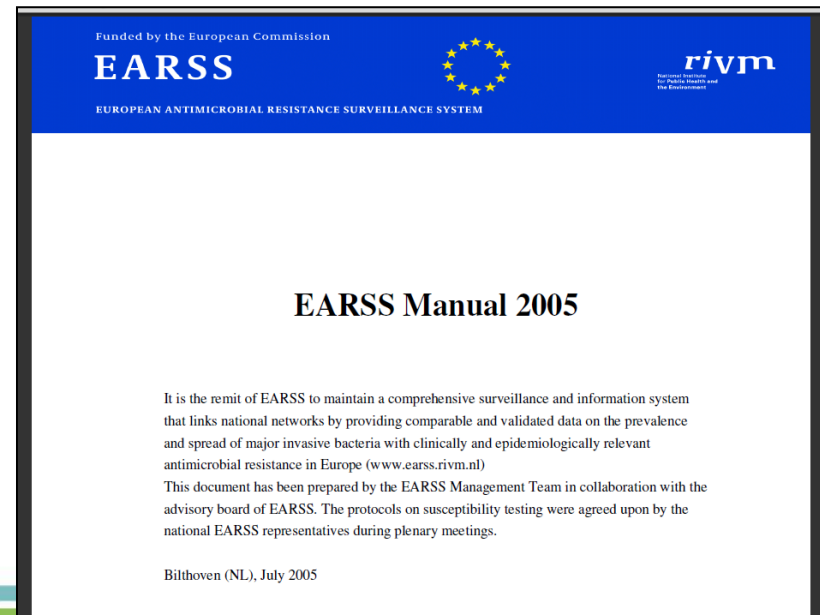 Funded by the European Commission
EARSS
EUROPEAN ANTIMICROBIAL RESISTANCE SURVEILLANCE SYSTEM
rivm
National Institute
for Public Health and
the Environment
EARSS Manual 2005
It is the remit of EARSS to maintain a comprehensive surveillance and information system
that links national networks by providing comparable and validated data on the prevalence
and spread of major invasive bacteria with clinically and epidemiologically relevant
antimicrobial resistance in Europe (www.earss.rivm.nl)
This document has been prepared by the EARSS Management Team in collaboration with the
advisory board of EARSS. The protocols on susceptibility testing were agreed upon by the
national EARSS representatives during plenary meetings.
Bilthoven (NL), July 2005